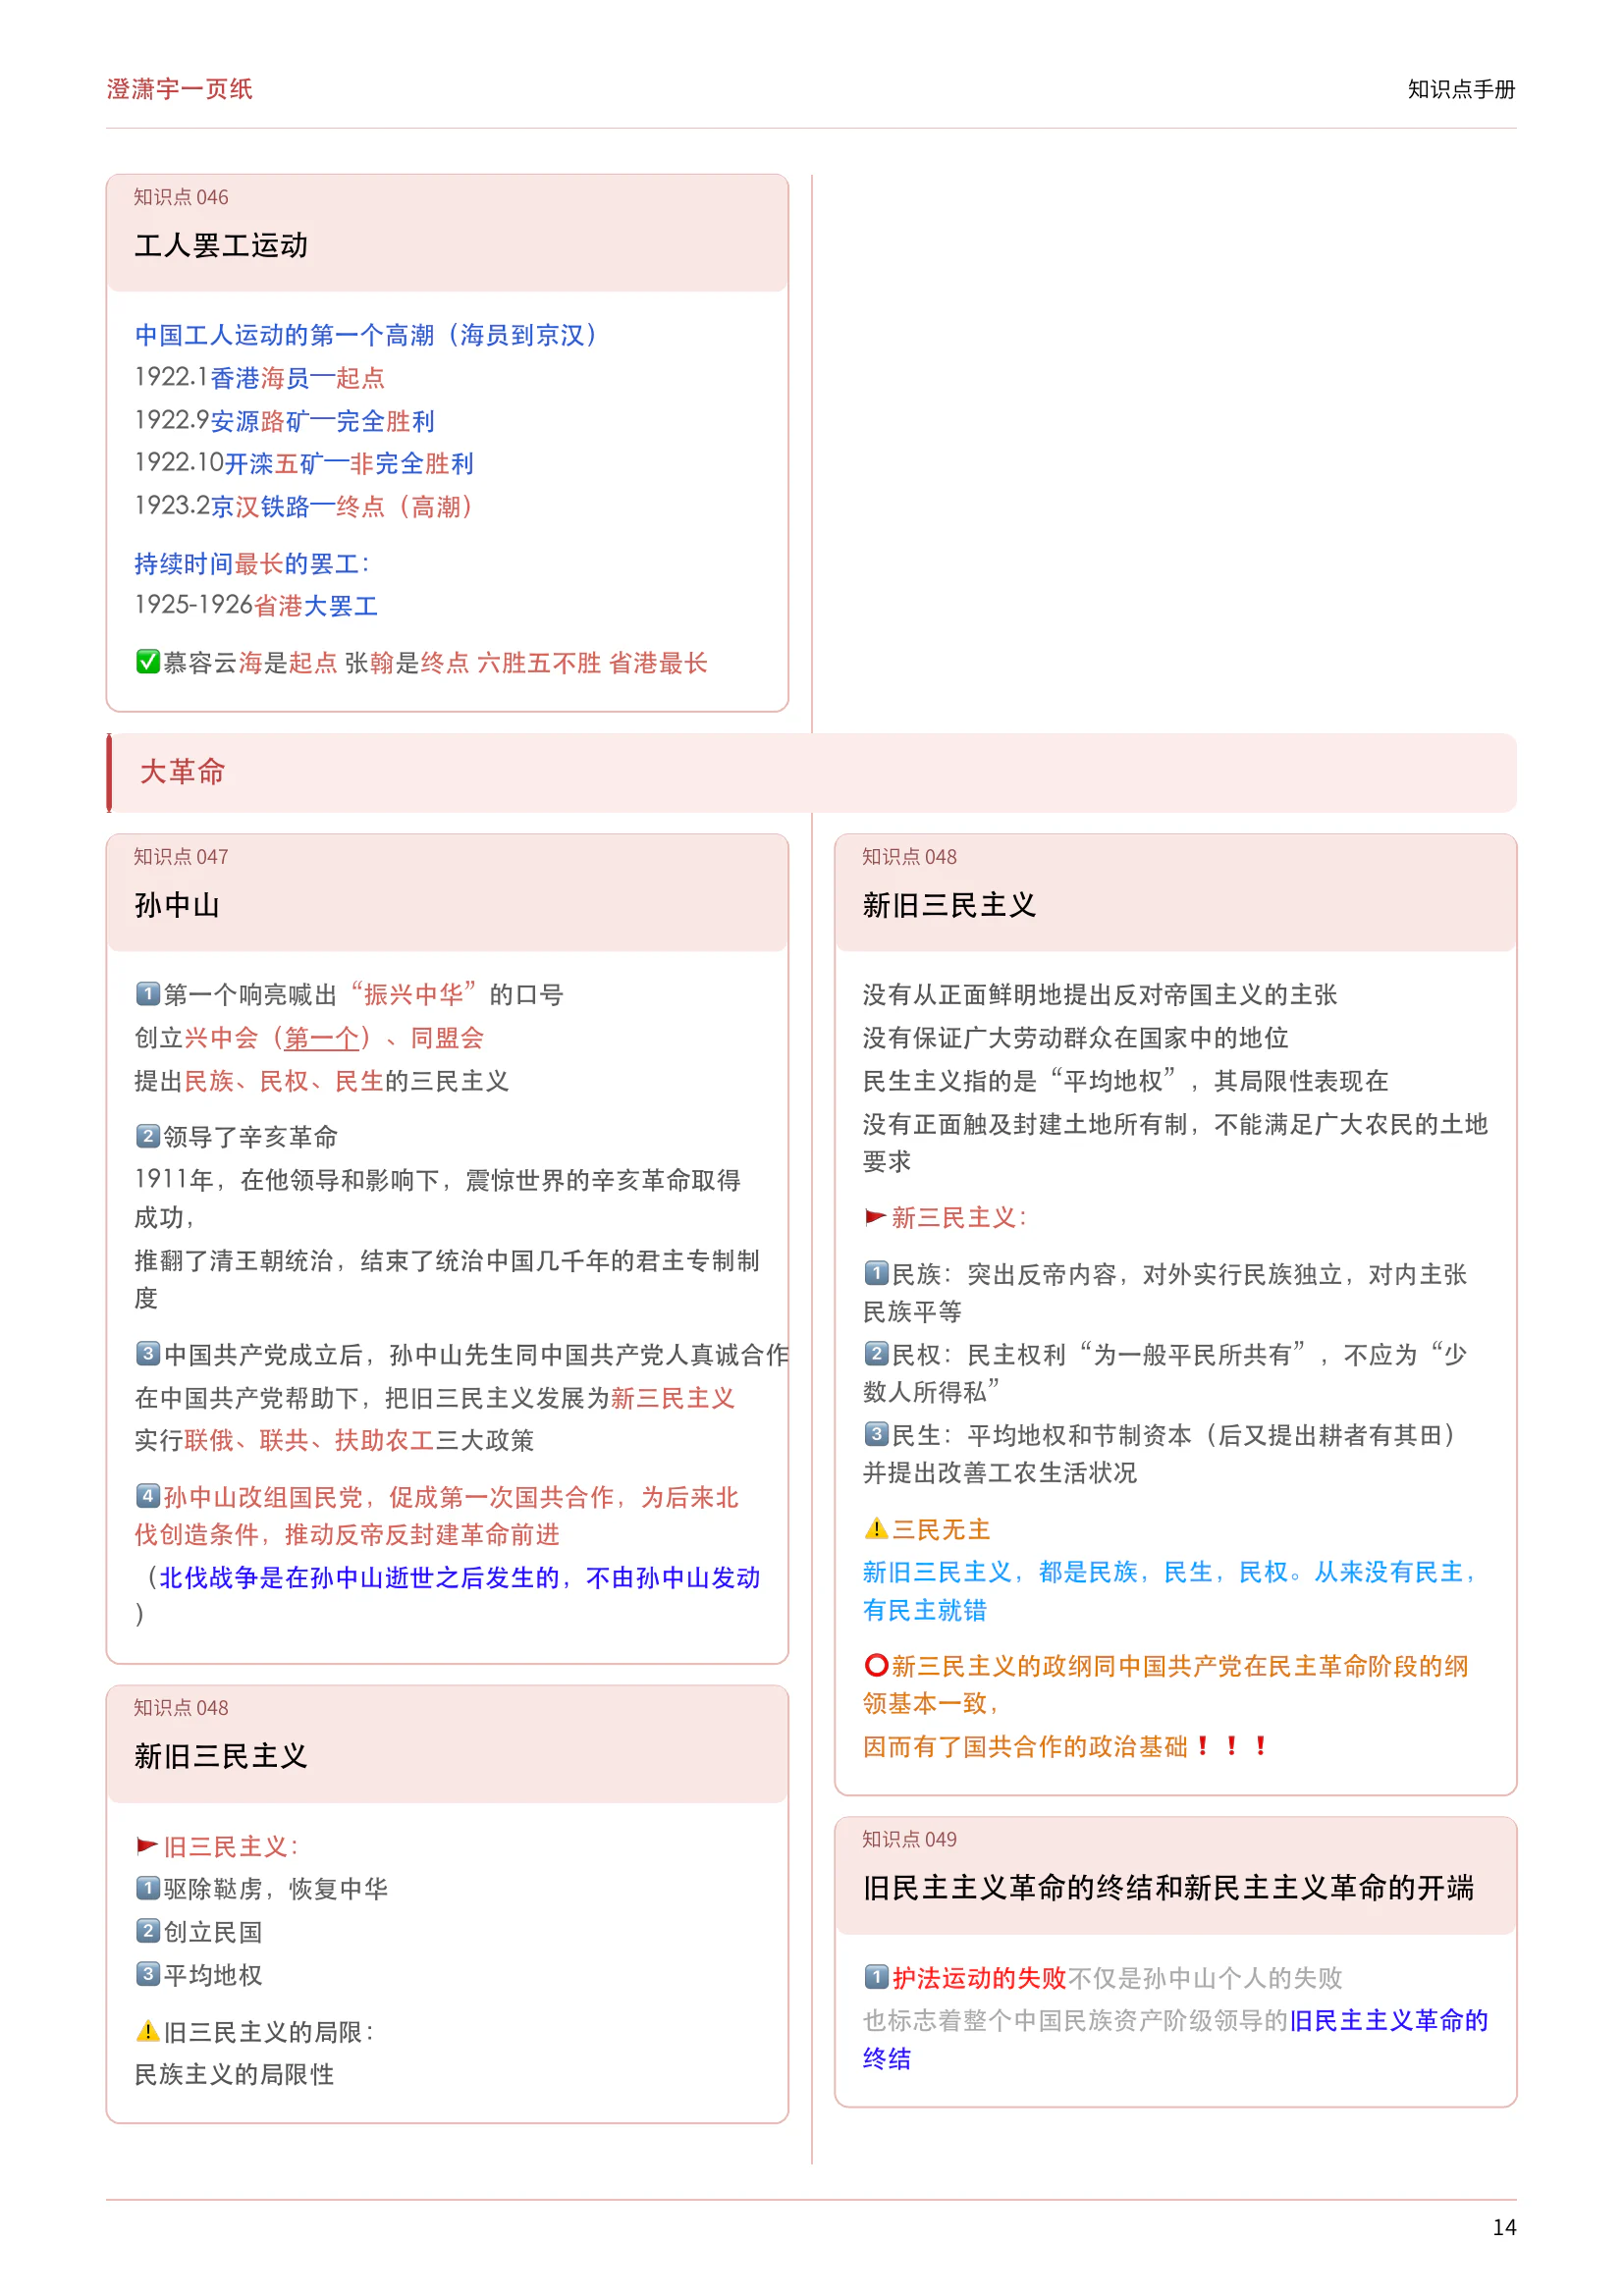 澄潇宇一页纸
知识点手册
知识点 046
工人罢工运动
中国工人运动的第一个高潮（海员到京汉）
1922.1香港海员—起点
1922.9安源路矿—完全胜利
1922.10开滦五矿—非完全胜利
1923.2京汉铁路—终点（高潮）
持续时间最长的罢工：
1925-1926省港大罢工
✅慕容云海是起点 张翰是终点 六胜五不胜 省港最长
大革命
知识点 047
孙中山
1️⃣第一个响亮喊出“振兴中华”的口号
创立兴中会（第一个）、同盟会
提出民族、民权、民生的三民主义
2️⃣领导了辛亥革命
1911年，在他领导和影响下，震惊世界的辛亥革命取得
成功，
推翻了清王朝统治，结束了统治中国几千年的君主专制制
度
3️⃣中国共产党成立后，孙中山先生同中国共产党人真诚合作
在中国共产党帮助下，把旧三民主义发展为新三民主义
实行联俄、联共、扶助农工三大政策
4️⃣孙中山改组国民党，促成第一次国共合作，为后来北
伐创造条件，推动反帝反封建革命前进
（北伐战争是在孙中山逝世之后发生的，不由孙中山发动
）
知识点 048
新旧三民主义
🚩旧三民主义：
1️⃣驱除鞑虏，恢复中华
2️⃣创立民国
3️⃣平均地权
⚠️旧三民主义的局限：
民族主义的局限性
知识点 048
新旧三民主义
没有从正面鲜明地提出反对帝国主义的主张
没有保证广大劳动群众在国家中的地位
民生主义指的是“平均地权”，其局限性表现在
没有正面触及封建土地所有制，不能满足广大农民的土地
要求
🚩新三民主义：
1️⃣民族：突出反帝内容，对外实行民族独立，对内主张
民族平等
2️⃣民权：民主权利“为一般平民所共有”，不应为“少
数人所得私”
3️⃣民生：平均地权和节制资本（后又提出耕者有其田）
并提出改善工农生活状况
⚠️三民无主
新旧三民主义，都是民族，民生，民权。从来没有民主，
有民主就错
⭕新三民主义的政纲同中国共产党在民主革命阶段的纲
领基本一致，
因而有了国共合作的政治基础❗❗❗
知识点 049
旧民主主义革命的终结和新民主主义革命的开端
1️⃣护法运动的失败不仅是孙中山个人的失败
也标志着整个中国民族资产阶级领导的旧民主主义革命的
终结
14